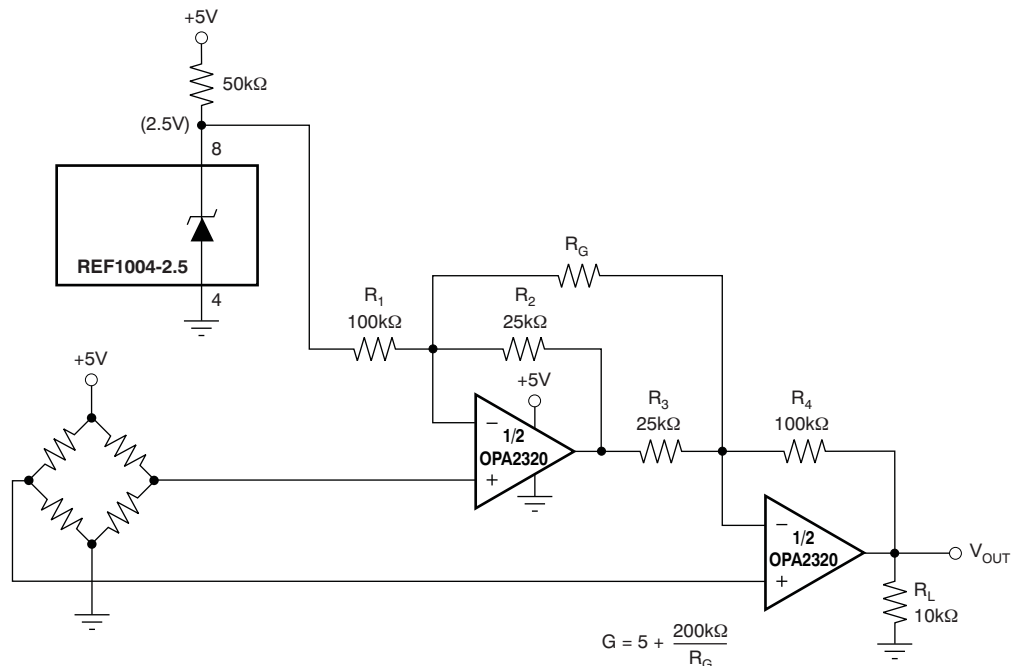 +5V
50kΩ
(2.5V)
8
REF1004-2.5
4
RG
R1
100kΩ
R2
25kΩ
+5V
+5V
R3
25kΩ
R4
100kΩ
−
1/2
OPA2320
+
−
1/2
OPA2320
+
VOUT
RL
10kΩ
G = 5 + 200kΩ
RG